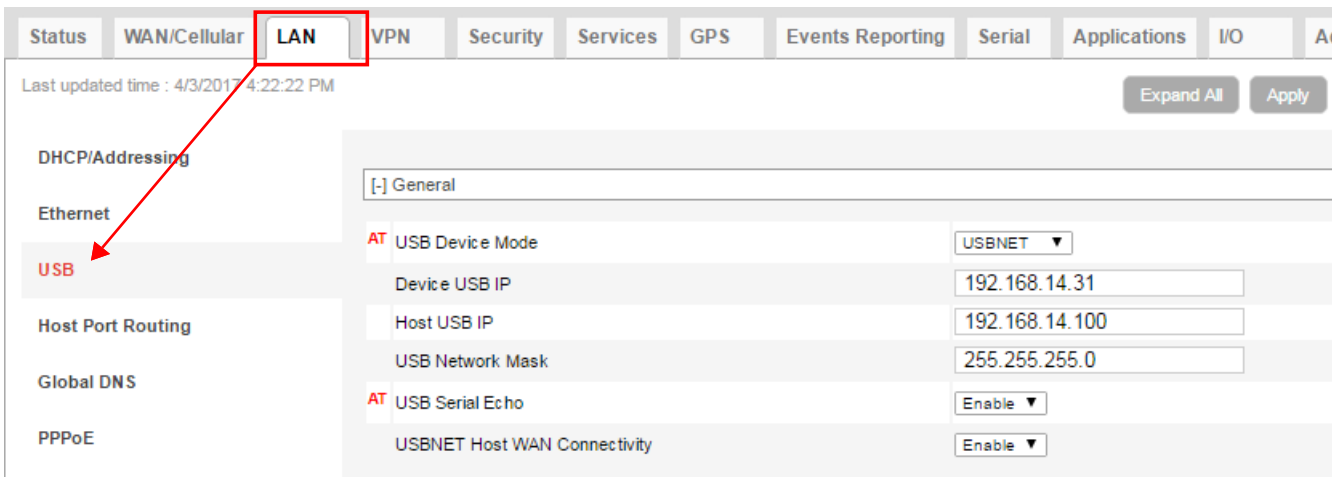 Status WAN/Cellular LAN VPN Security Services GPS Events Reporting Serial Applications I/O
Last updated time : 4/3/2017 4:22:22 PM
Expand All Apply
DHCP/Addressing
Ethernet
USB
Host Port Routing
Global DNS
PPPoE
[-] General
AT USB Device Mode USBNET ▼
Device USB IP 192.168.14.31
Host USB IP 192.168.14.100
USB Network Mask 255.255.255.0
AT USB Serial Echo Enable ▼
USBNET Host WAN Connectivity Enable ▼